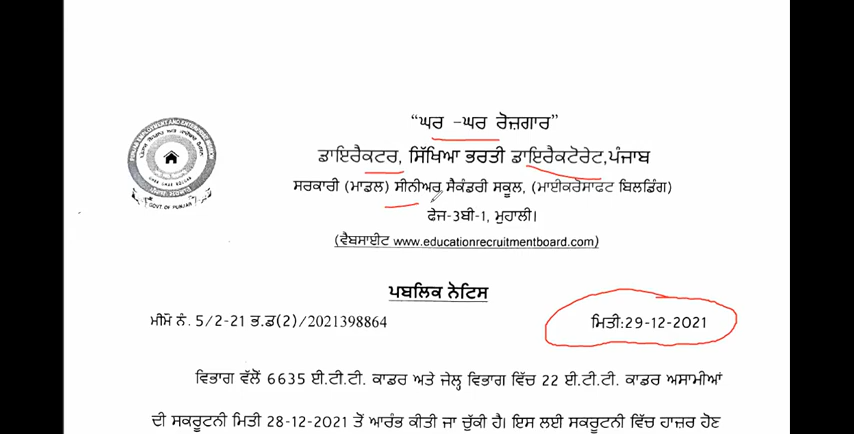 “ਘਰ -ਘਰ ਰੋਜ਼ਗਾਰ”
ਡਾਇਰੈਕਟਰ, ਸਿੱਖਿਆ ਭਰਤੀ ਡਾਇਰੈਕਟੋਰੇਟ,ਪੰਜਾਬ
ਸਰਕਾਰੀ (ਮਾਡਲ) ਸੀਨੀਅਰ ਸੈਕੰਡਰੀ ਸਕੂਲ, (ਮਾਈਕਰੋਸਾਫਟ ਬਿਲਡਿੰਗ)
ਫੇਜ-3ਬੀ-1, ਮੁਹਾਲੀ।
(ਵੈਬਸਾਈਟ www.educationrecruitmentboard.com)
GOVT OF PUNJAB
ਪਬਲਿਕ ਨੋਟਿਸ
ਮੀਮੋ ਨੰ. 5/2-21 ਭ.ਡ(2)/2021398864 ਮਿਤੀ:29-12-2021
ਵਿਭਾਗ ਵੱਲੋਂ 6635 ਈ.ਟੀ.ਟੀ. ਕਾਡਰ ਅਤੇ ਜੇਲ੍ਹ ਵਿਭਾਗ ਵਿੱਚ 22 ਈ.ਟੀ.ਟੀ. ਕਾਡਰ ਅਸਾਮੀਆਂ
ਦੀ ਸਕਰੂਟਨੀ ਮਿਤੀ 28-12-2021 ਤੋਂ ਆਰੰਭ ਕੀਤੀ ਜਾ ਚੁੱਕੀ ਹੈ। ਇਸ ਲਈ ਸਕਰੂਟਨੀ ਵਿੱਚ ਹਾਜ਼ਰ ਹੋਣ